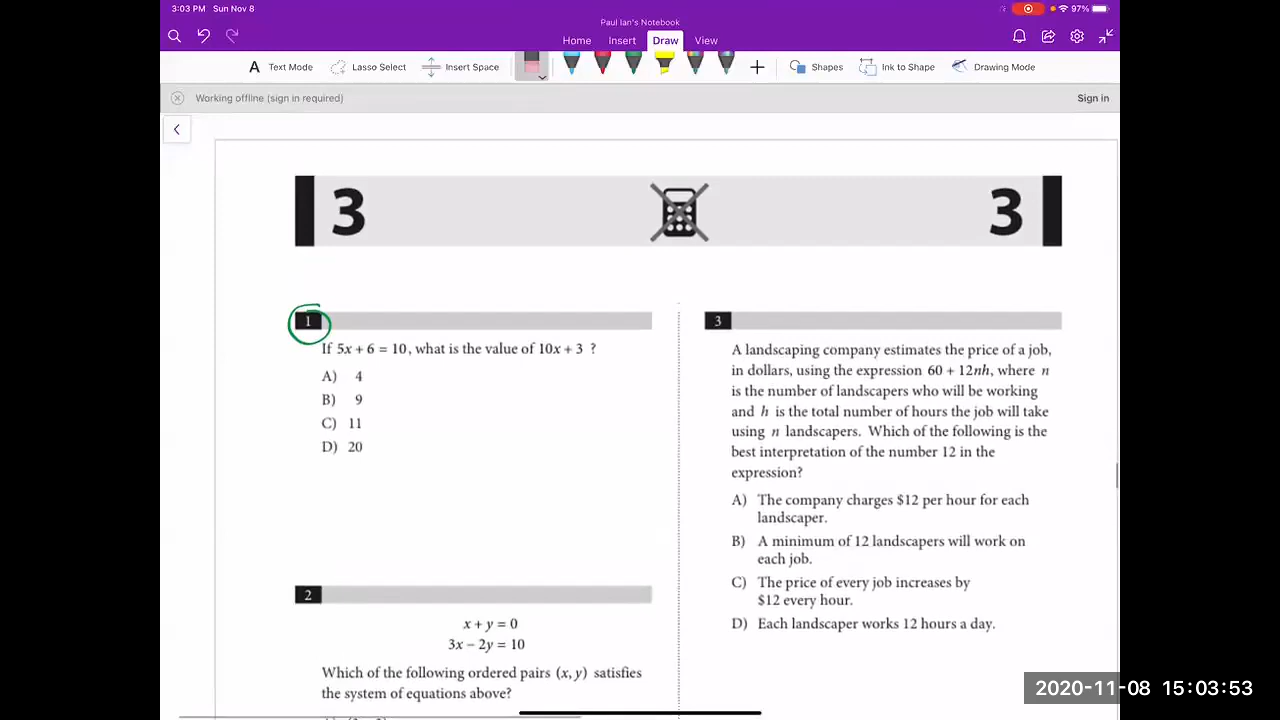 3:03 PM Sun Nov 8
97%
Paul Ian's Notebook
Home Insert Draw View
Text Mode Lasso Select Insert Space Shapes Ink to Shape Drawing Mode
Working offline (sign in required) Sign in
3 3
1
If 5x + 6 = 10, what is the value of 10x + 3 ?
A) 4
B) 9
C) 11
D) 20
2
x + y = 0
3x − 2y = 10
Which of the following ordered pairs (x, y) satisfies
the system of equations above?
3
A landscaping company estimates the price of a job,
in dollars, using the expression 60 + 12nh, where n
is the number of landscapers who will be working
and h is the total number of hours the job will take
using n landscapers. Which of the following is the
best interpretation of the number 12 in the
expression?
A) The company charges $12 per hour for each
landscaper.
B) A minimum of 12 landscapers will work on
each job.
C) The price of every job increases by
$12 every hour.
D) Each landscaper works 12 hours a day.
2020-11-08 15:03:53